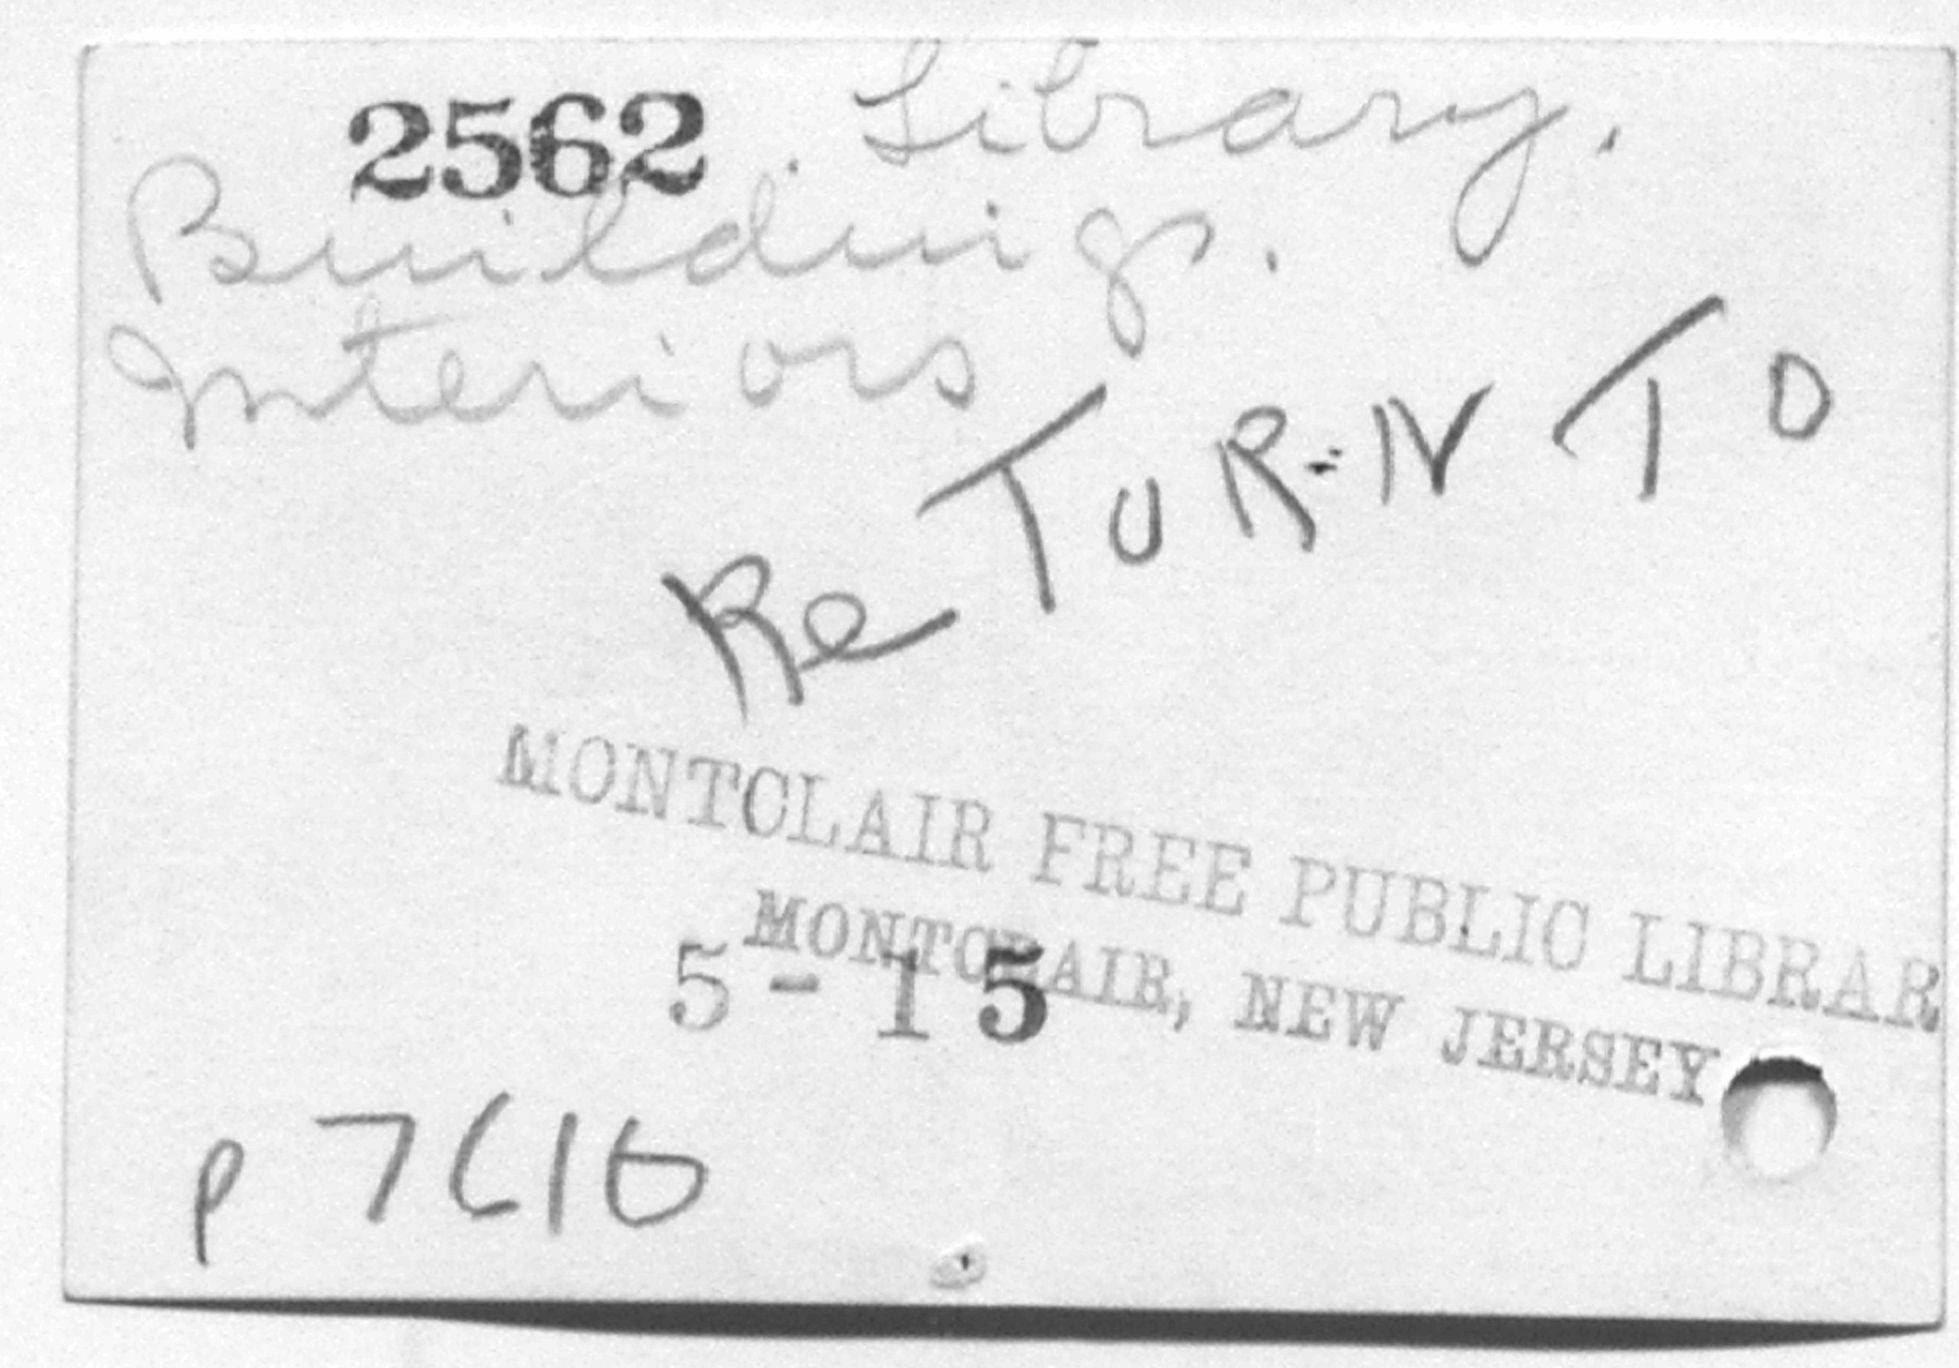 2562. Library.
Buildings.
Interiors
ReTURN TO
MONTCLAIR FREE PUBLIC LIBRAR
MONTCLAIR, NEW JERSEY
5-15
p 7616